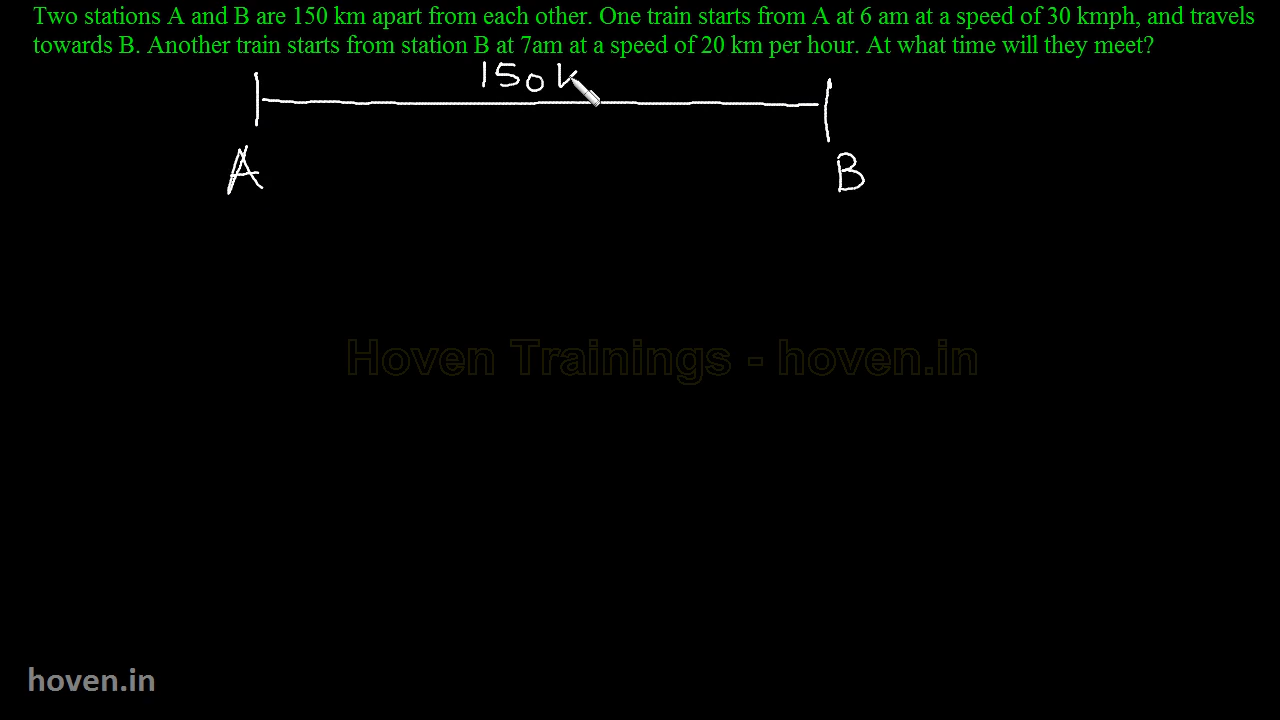 Two stations A and B are 150 km apart from each other. One train starts from A at 6 am at a speed of 30 kmph, and travels
towards B. Another train starts from station B at 7am at a speed of 20 km per hour. At what time will they meet?
150 k
A
B
Hoven Trainings - hoven.in
hoven.in